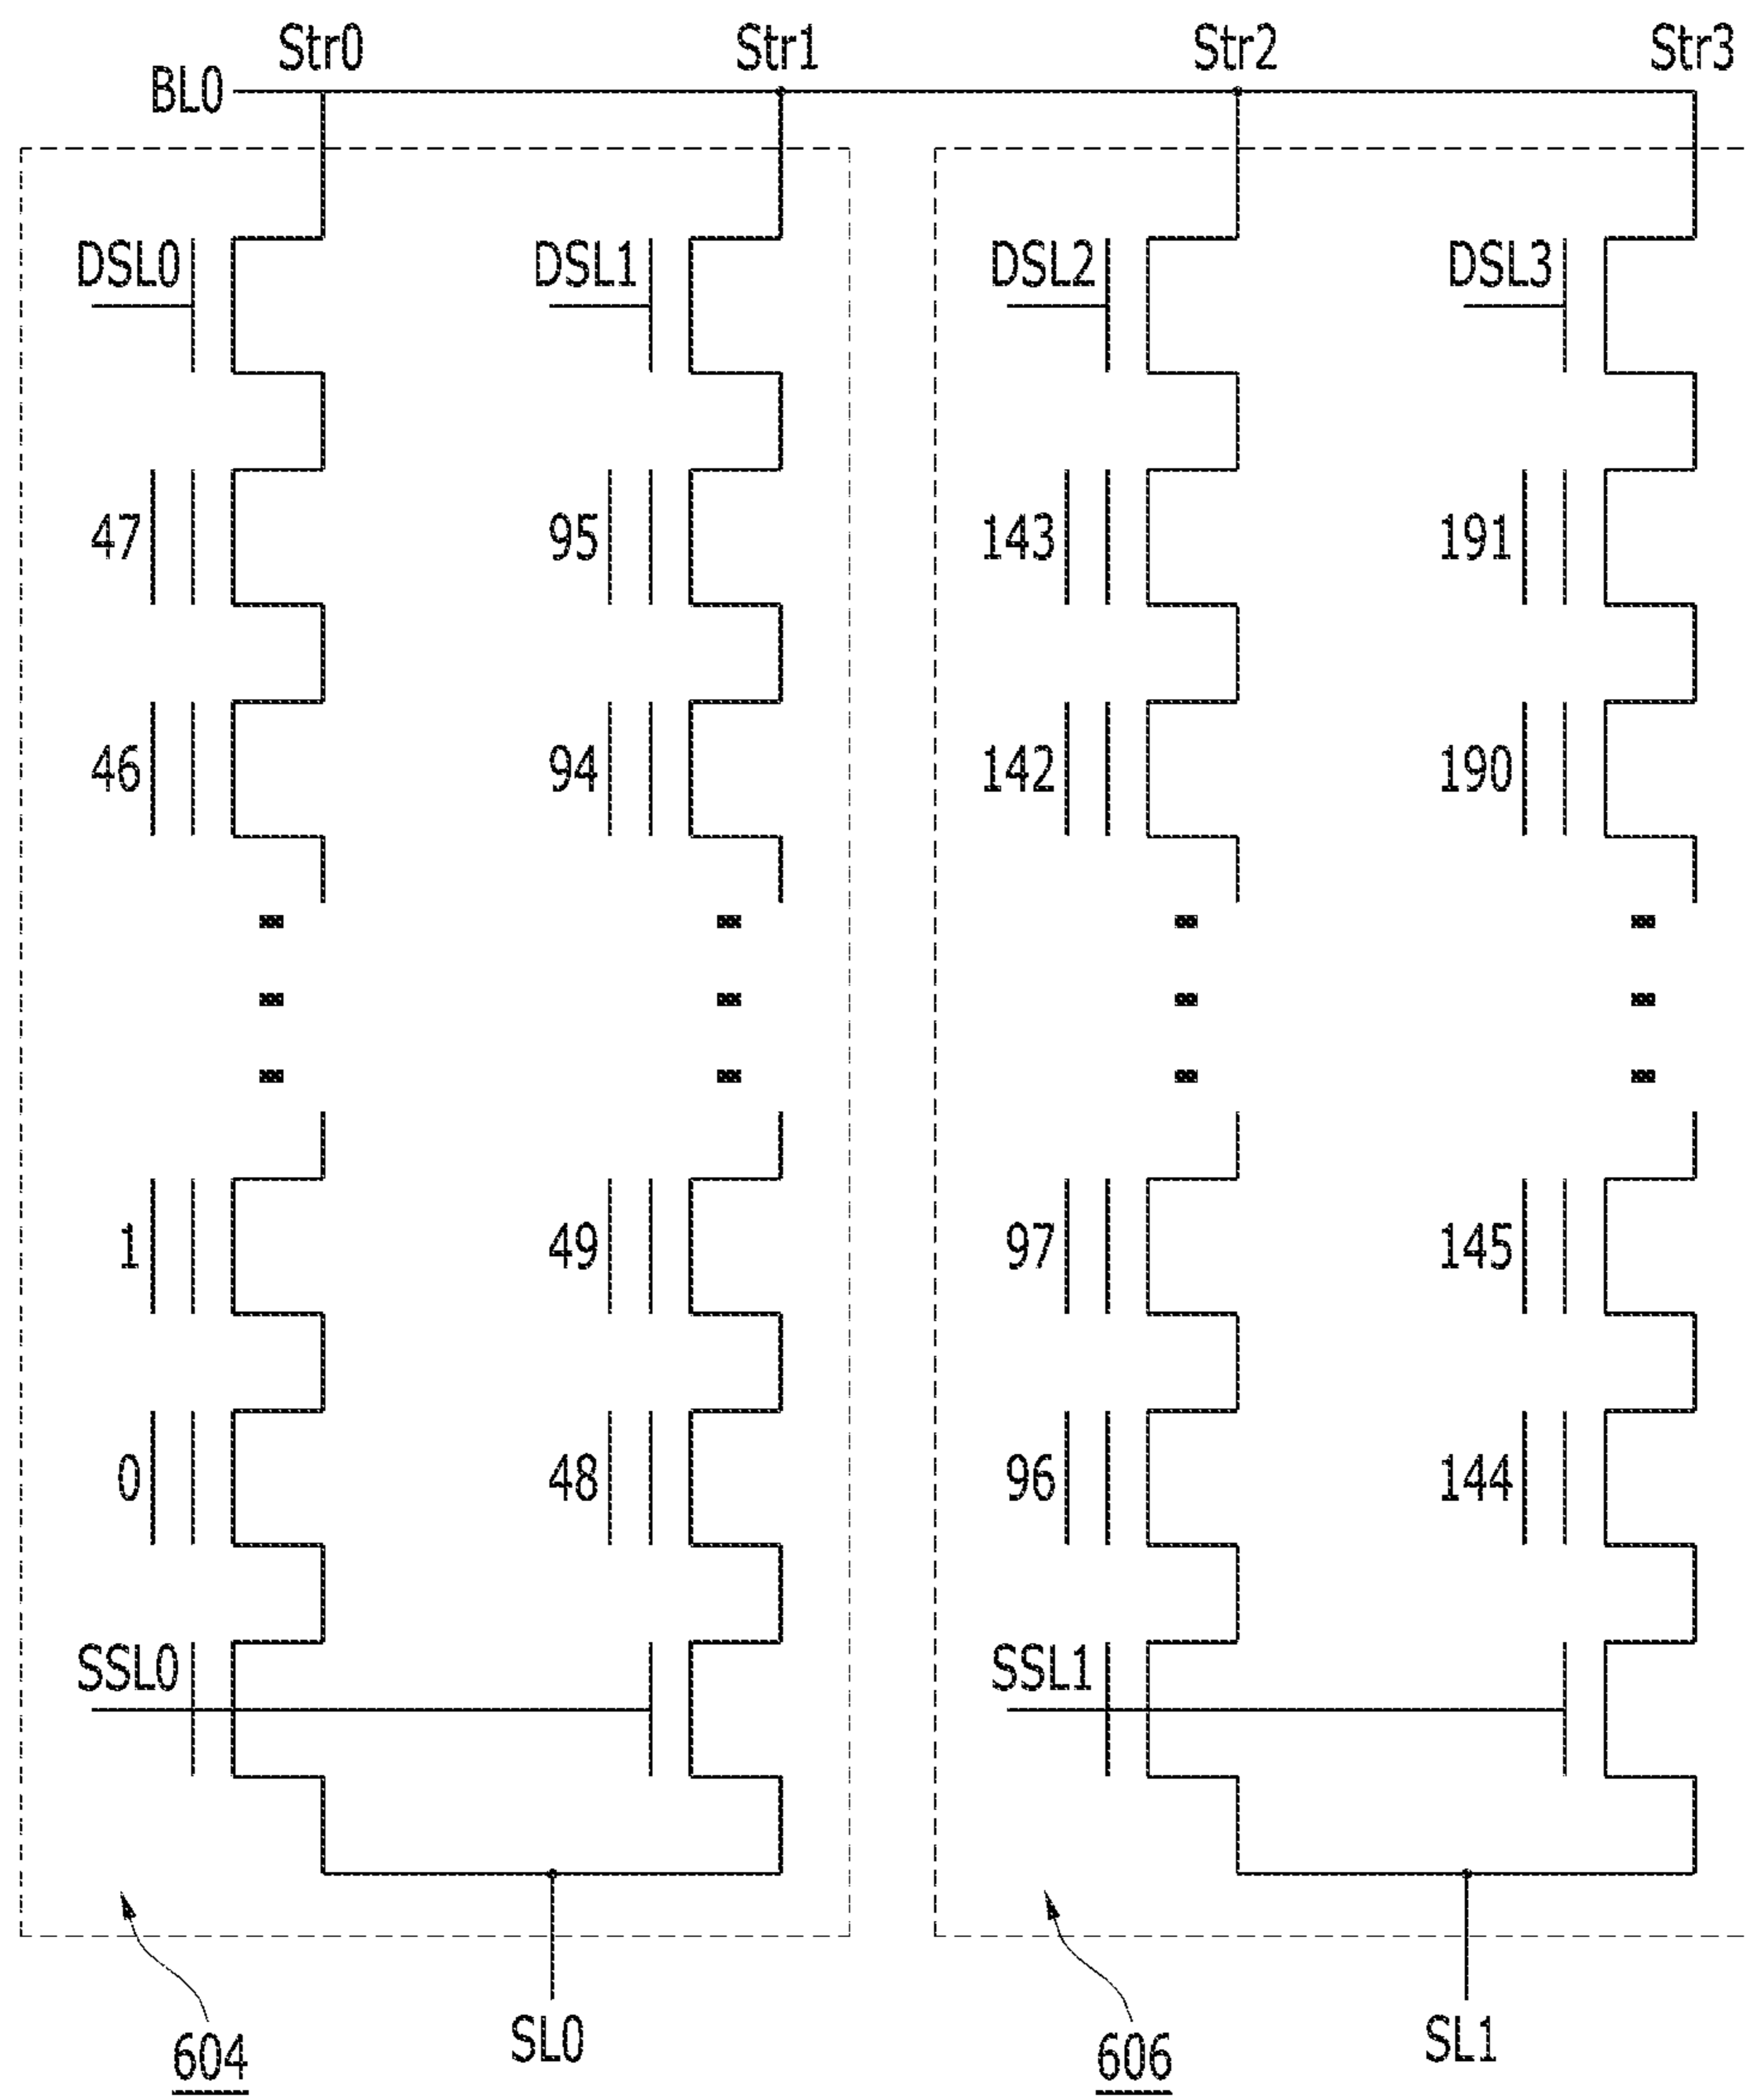 Str0 Str1 Str2 Str3
BL0
DSL0 DSL1 DSL2 DSL3
47 95 143 191
46 94 142 190
1 49 97 145
0 48 96 144
SSL0 SSL1
SL0 SL1
604 606